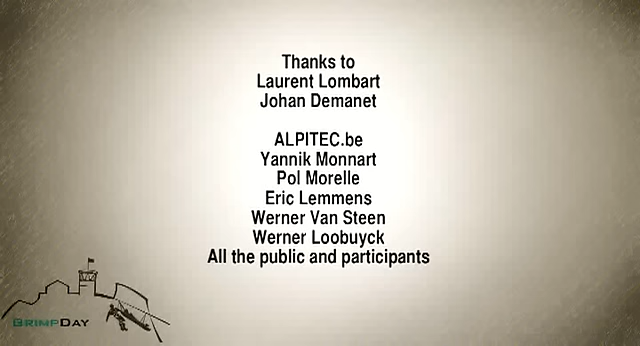 Thanks to
Laurent Lombart
Johan Demanet
ALPITEC.be
Yannik Monnart
Pol Morelle
Eric Lemmens
Werner Van Steen
Werner Loobuyck
All the public and participants
GRIMPDAY